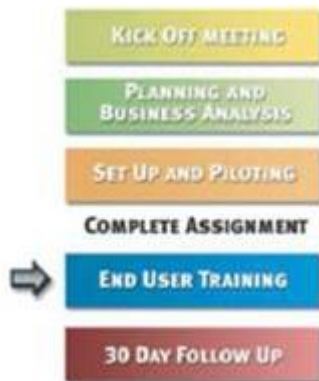 KICK OFF MEETING
PLANNING AND
BUSINESS ANALYSIS
SET UP AND PILOTING
COMPLETE ASSIGNMENT
END USER TRAINING
30 DAY FOLLOW UP